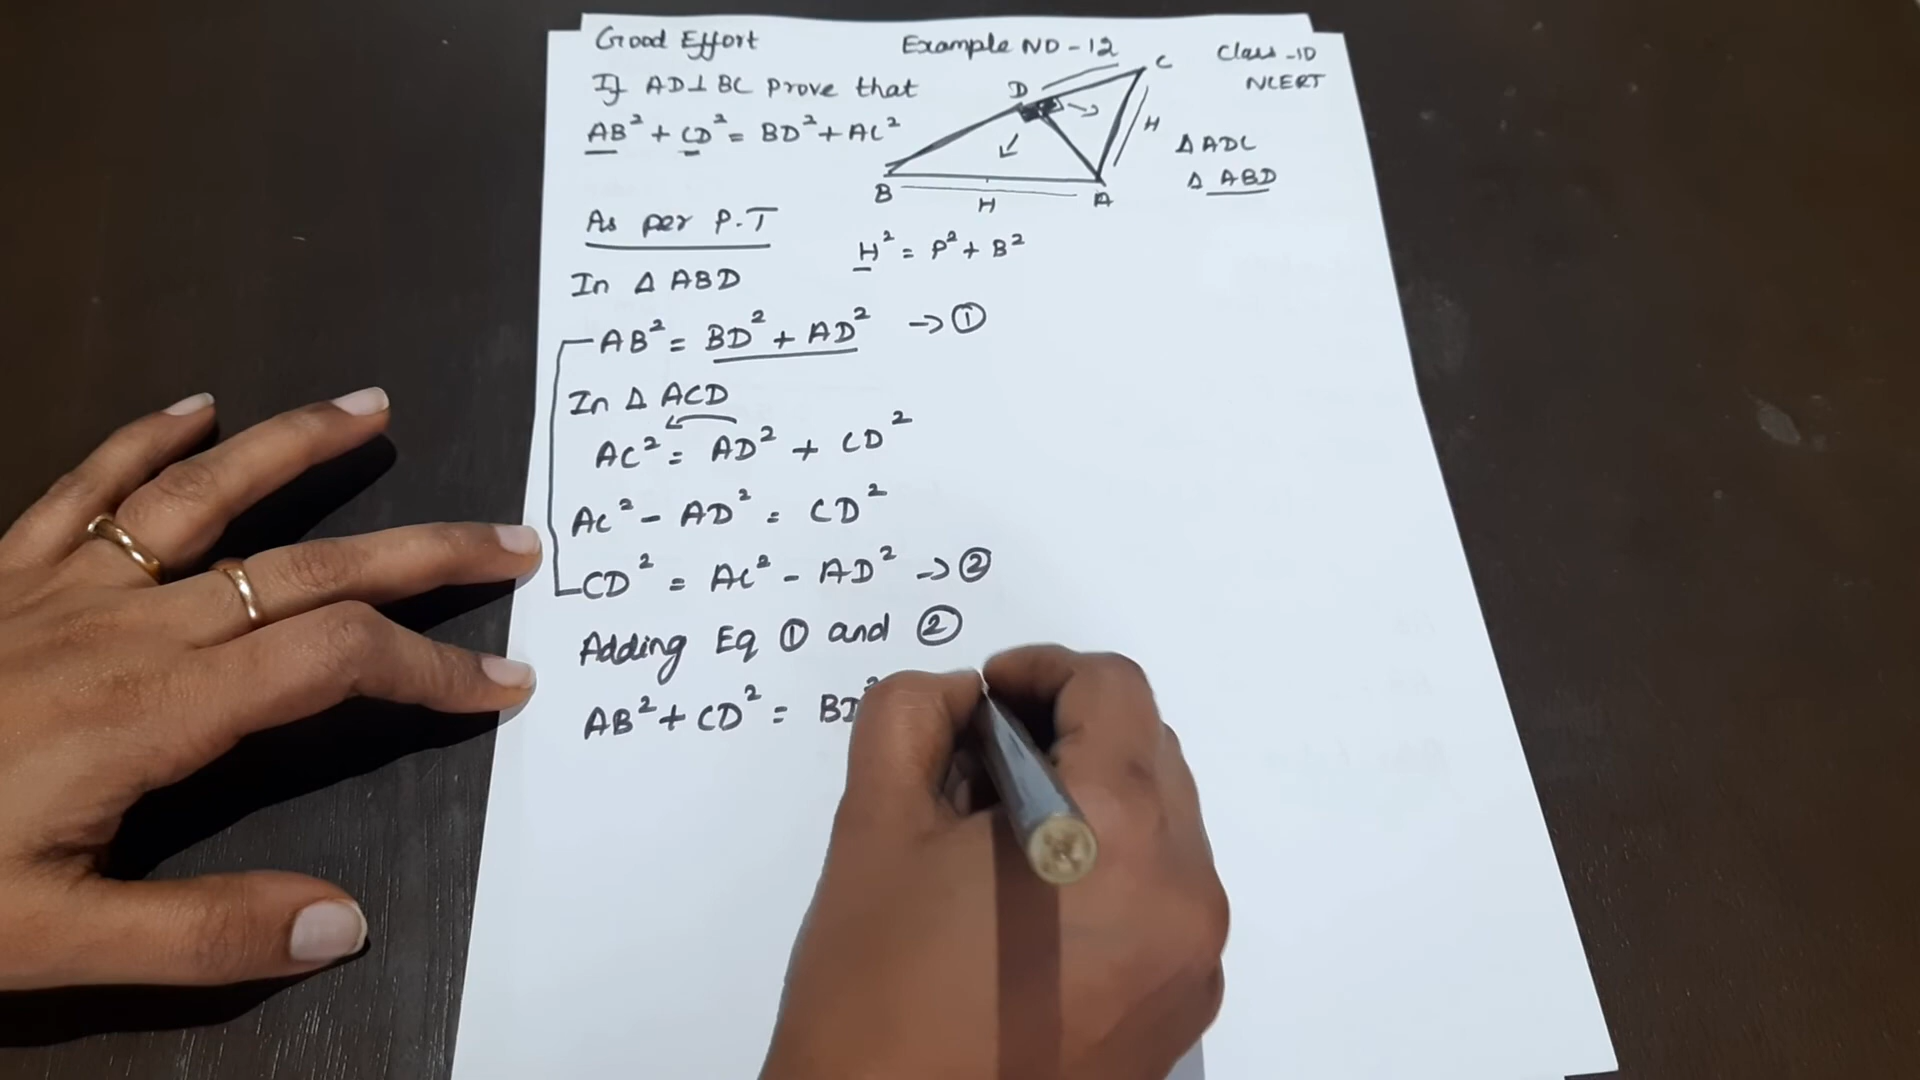 Good Effort
Example NO - 12
Class - 10
NCERT
If AD⊥BC prove that
AB² + CD² = BD² + AC²
D
C
H
B
H
A
Δ ADC
Δ ABD
As per P.T
H² = P² + B²
In Δ ABD
AB² = BD² + AD² → ①
In Δ ACD
AC² = AD² + CD²
AC² - AD² = CD²
CD² = AC² - AD² → ②
Adding Eq ① and ②
AB² + CD² = BD²